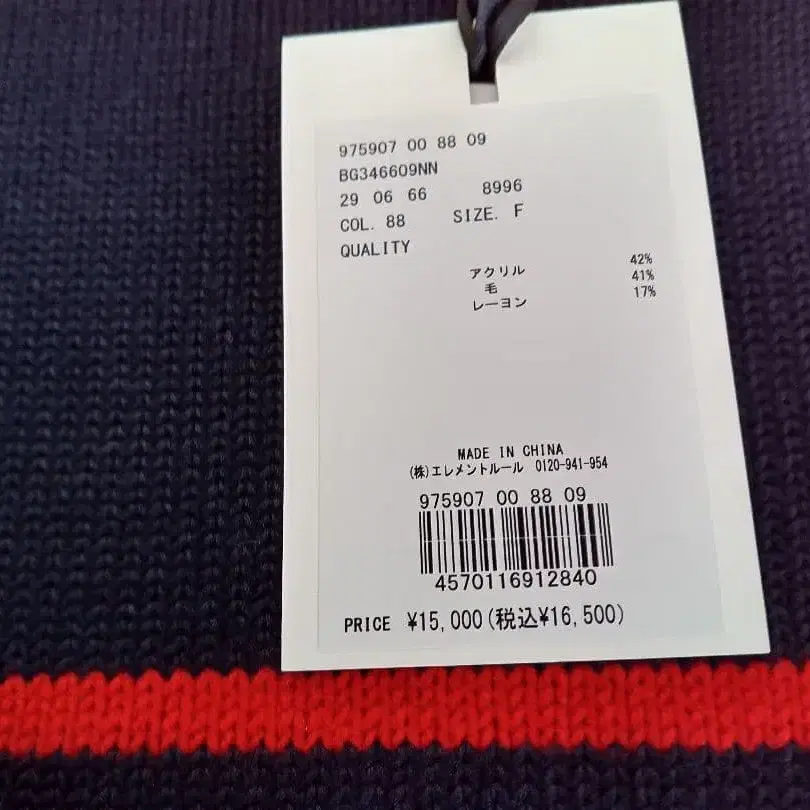 975907 00 88 09
BG346609NN
29 06 66 8996
COL. 88 SIZE. F
QUALITY
アクリル 42%
毛 41%
レーヨン 17%
MADE IN CHINA
(株)エレメントルール 0120-941-954
975907 00 88 09
4570116912840
PRICE ¥15,000(税込¥16,500)